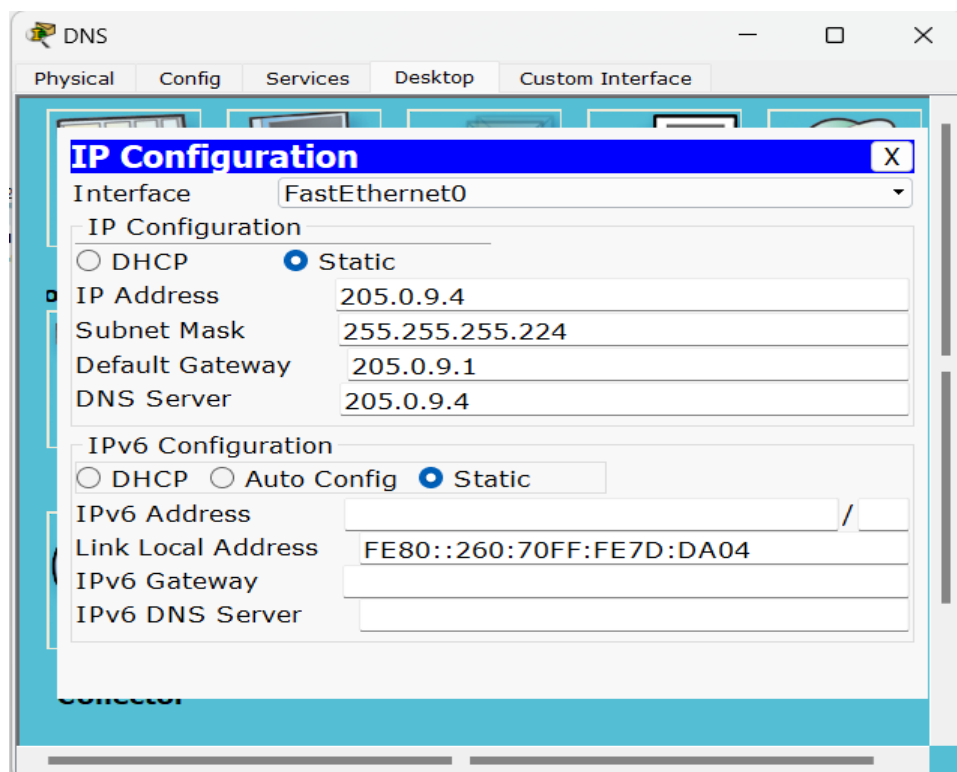 DNS
Physical Config Services Desktop Custom Interface
IP Configuration X
Interface FastEthernet0
IP Configuration
DHCP Static
IP Address 205.0.9.4
Subnet Mask 255.255.255.224
Default Gateway 205.0.9.1
DNS Server 205.0.9.4
IPv6 Configuration
DHCP Auto Config Static
IPv6 Address /
Link Local Address FE80::260:70FF:FE7D:DA04
IPv6 Gateway
IPv6 DNS Server
Collector